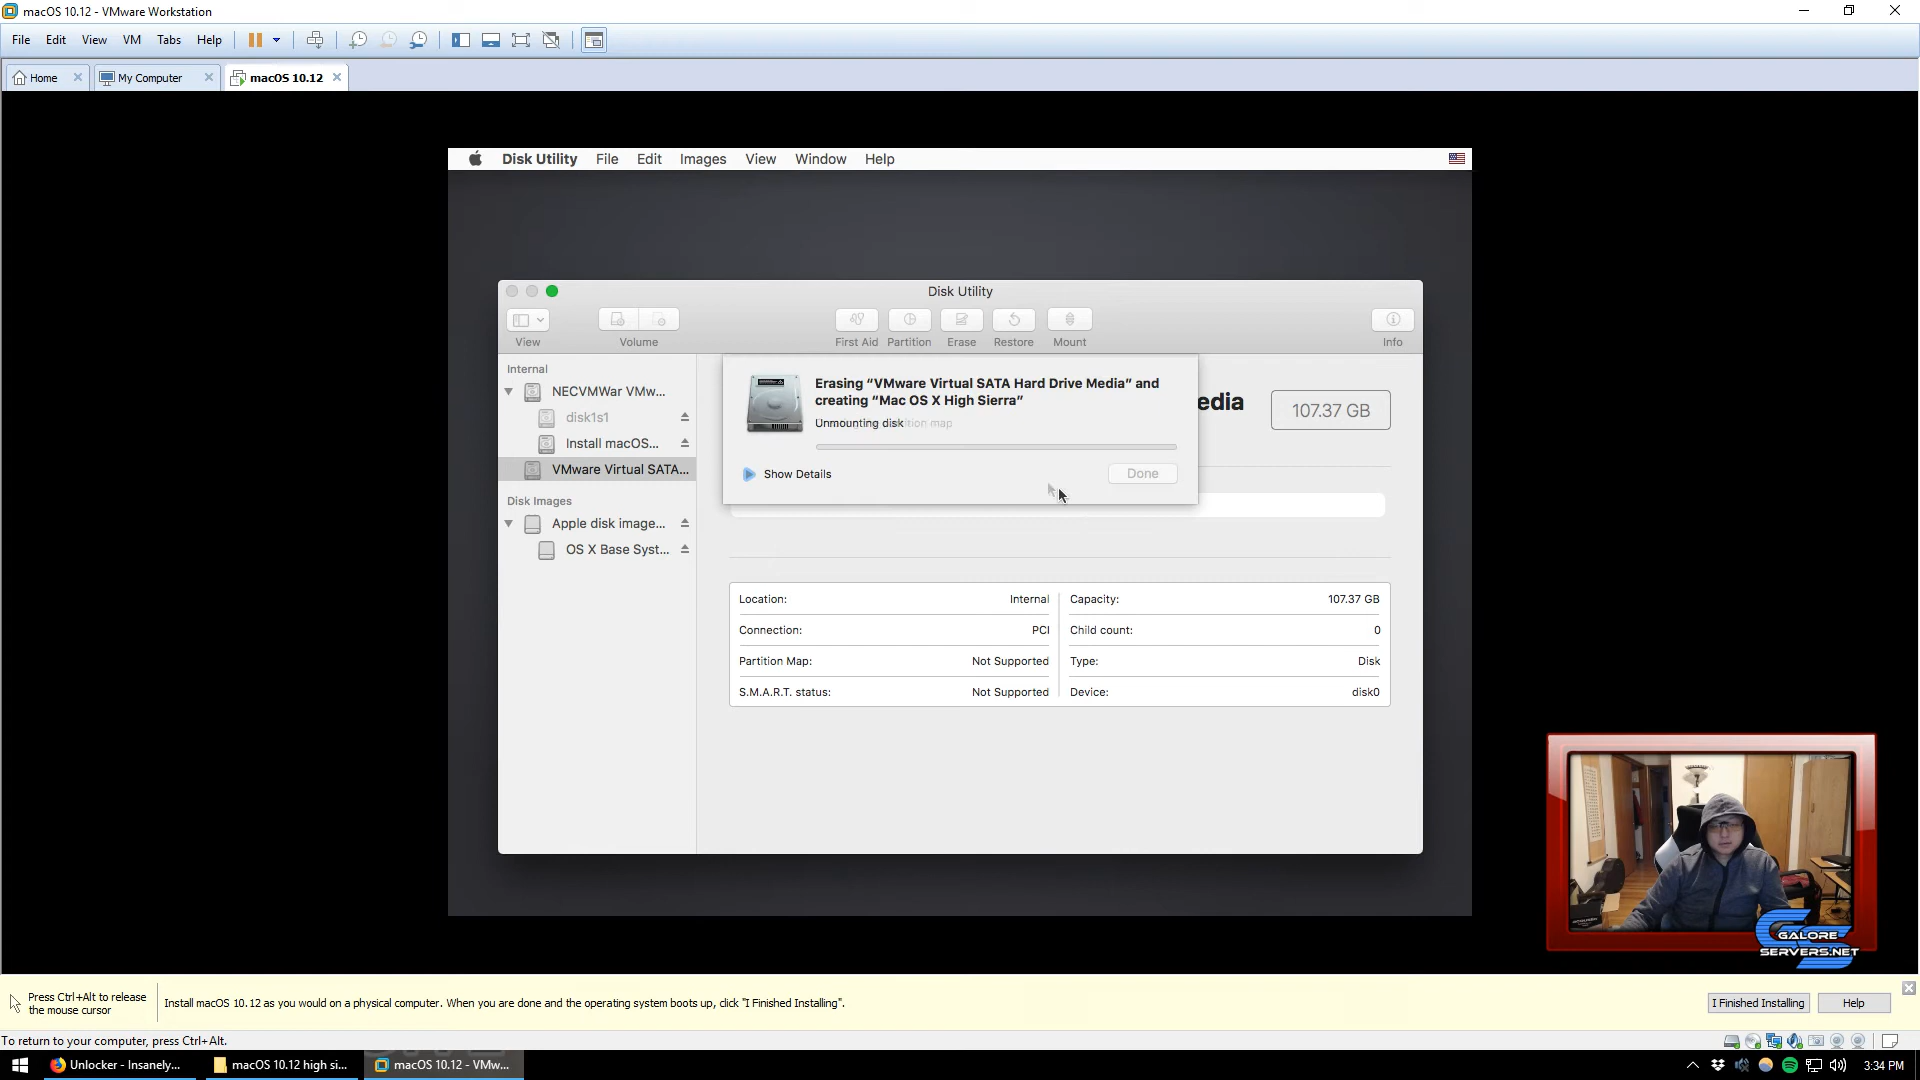 macOS 10.12 - VMware Workstation
File Edit View VM Tabs Help
Home My Computer macOS 10.12
Disk Utility File Edit Images View Window Help
Disk Utility
View Volume First Aid Partition Erase Restore Mount Info
Internal
NECVMWar VMw...
disk1s1
Install macOS...
VMware Virtual SATA...
Disk Images
Apple disk image...
OS X Base Syst...
Erasing “VMware Virtual SATA Hard Drive Media” and
creating “Mac OS X High Sierra”
Unmounting disk
Show Details
Done
edia
107.37 GB
Location: Internal
Connection: PCI
Partition Map: Not Supported
S.M.A.R.T. status: Not Supported
Capacity: 107.37 GB
Child count: 0
Type: Disk
Device: disk0
GALORE
SERVERS.NET
Press Ctrl+Alt to release
the mouse cursor
Install macOS 10.12 as you would on a physical computer. When you are done and the operating system boots up, click "I Finished Installing".
I Finished Installing Help
To return to your computer, press Ctrl+Alt.
Unlocker - Insanely... macOS 10.12 high si... macOS 10.12 - VMw...
3:34 PM